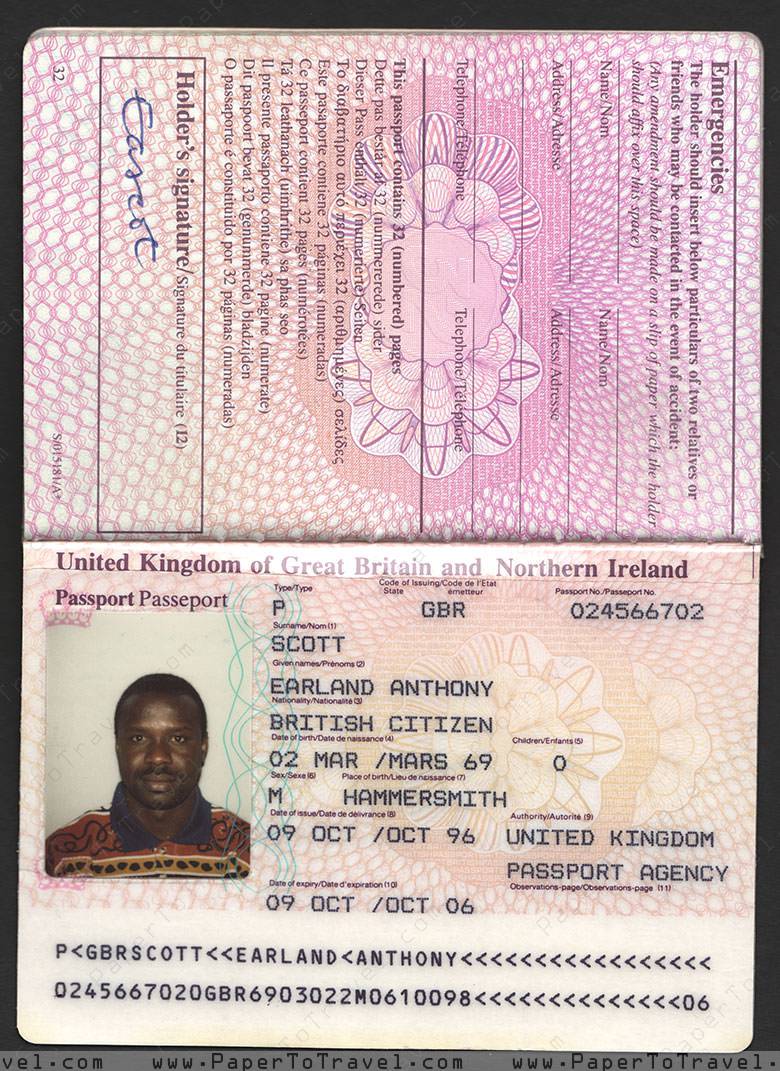 Emergencies
The holder should insert below particulars of two relatives or
friends who may be contacted in the event of accident:
(Any amendment should be made on a slip of paper which the holder
should affix over this space)
Name/Nom Name/Nom
Address/Adresse Address/Adresse
Telephone/Téléphone Telephone/Téléphone
This passport contains 32 (numbered) pages
Dette pas består af 32 (nummererede) sider
Dieser Pass enthält 32 (numerierte) Seiten
Το διαβατήριο αυτό περιέχει 32 (αριθμημένες) σελίδες
Este pasaporte contiene 32 páginas (numeradas)
Ce passeport contient 32 pages (numérotées)
Tá 32 leathanach (uimhrithe) sa phas seo
Il presente passaporto contiene 32 pagine (numerate)
Dit paspoort bevat 32 (genummerde) bladzijden
O passaporte é constituído por 32 páginas (numeradas)
Holder's signature/Signature du titulaire (12)
32
S/015181/A*
United Kingdom of Great Britain and Northern Ireland
Passport Passeport
Type/Type Code of Issuing/Code de l'Etat Passport No./Passeport No.
State émetteur
P GBR 024566702
Surname/Nom (1)
SCOTT
Given names/Prénoms (2)
EARLAND ANTHONY
Nationality/Nationalité (3)
BRITISH CITIZEN
Date of birth/Date de naissance (4) Children/Enfants (5)
02 MAR /MARS 69 0
Sex/Sexe (6) Place of birth/Lieu de naissance (7)
M HAMMERSMITH
Date of issue/Date de délivrance (8) Authority/Autorité (9)
09 OCT /OCT 96 UNITED KINGDOM
PASSPORT AGENCY
Date of expiry/Date d'expiration (10) Observations-page/Observations-page (11)
09 OCT /OCT 06
P<GBRSCOTT<<EARLAND<ANTHONY<<<<<<<<<<<<<<<<<
0245667020GBR6903022M0610098<<<<<<<<<<<<<<06
vel.com www.PaperToTravel.com www.PaperToTravel.com www.PaperTo